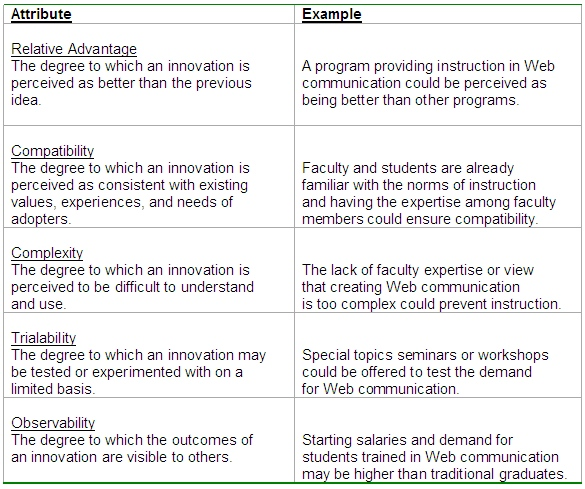 Attribute
Example
Relative Advantage
The degree to which an innovation is
perceived as better than the previous
idea.
A program providing instruction in Web
communication could be perceived as
being better than other programs.
Compatibility
The degree to which an innovation is
perceived as consistent with existing
values, experiences, and needs of
adopters.
Faculty and students are already
familiar with the norms of instruction
and having the expertise among faculty
members could ensure compatibility.
Complexity
The degree to which an innovation is
perceived to be difficult to understand
and use.
The lack of faculty expertise or view
that creating Web communication
is too complex could prevent instruction.
Trialability
The degree to which an innovation may
be tested or experimented with on a
limited basis.
Special topics seminars or workshops
could be offered to test the demand
for Web communication.
Observability
The degree to which the outcomes of
an innovation are visible to others.
Starting salaries and demand for
students trained in Web communication
may be higher than traditional graduates.